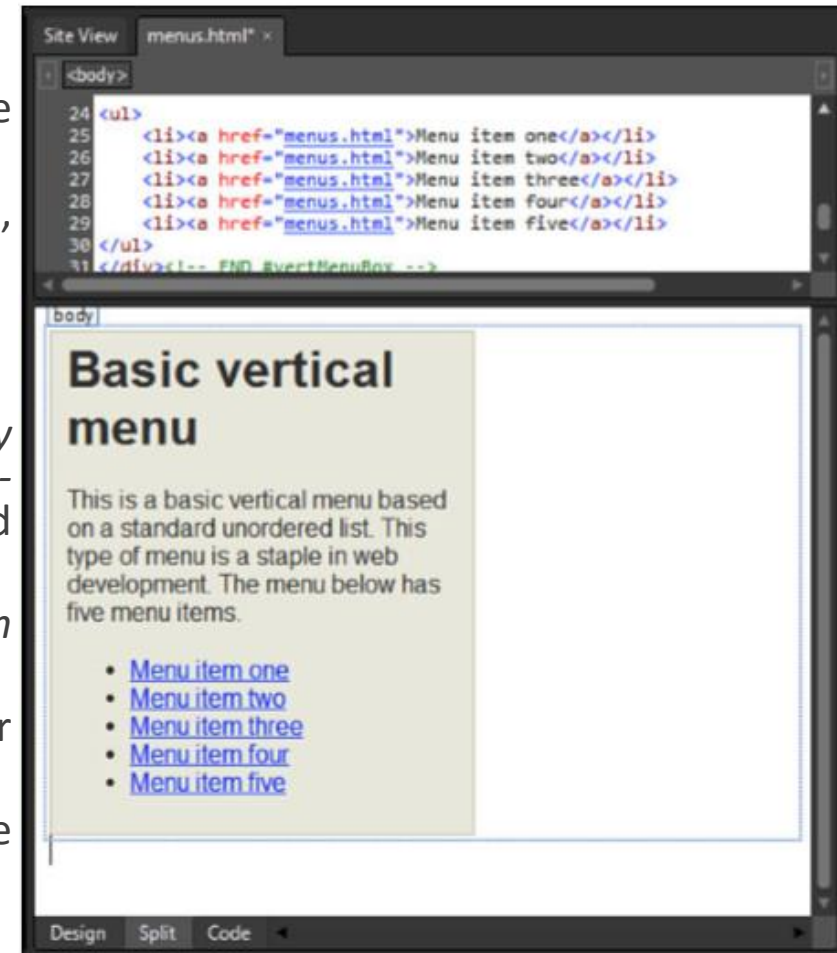 Site View menus.html* ×
<body>
24 <ul>
25 <li><a href="menus.html">Menu item one</a></li>
26 <li><a href="menus.html">Menu item two</a></li>
27 <li><a href="menus.html">Menu item three</a></li>
28 <li><a href="menus.html">Menu item four</a></li>
29 <li><a href="menus.html">Menu item five</a></li>
30 </ul>
31 </div><!-- END #vertMenuBox -->
body
Basic vertical
menu
This is a basic vertical menu based
on a standard unordered list. This
type of menu is a staple in web
development. The menu below has
five menu items.
• Menu item one
• Menu item two
• Menu item three
• Menu item four
• Menu item five
Design Split Code